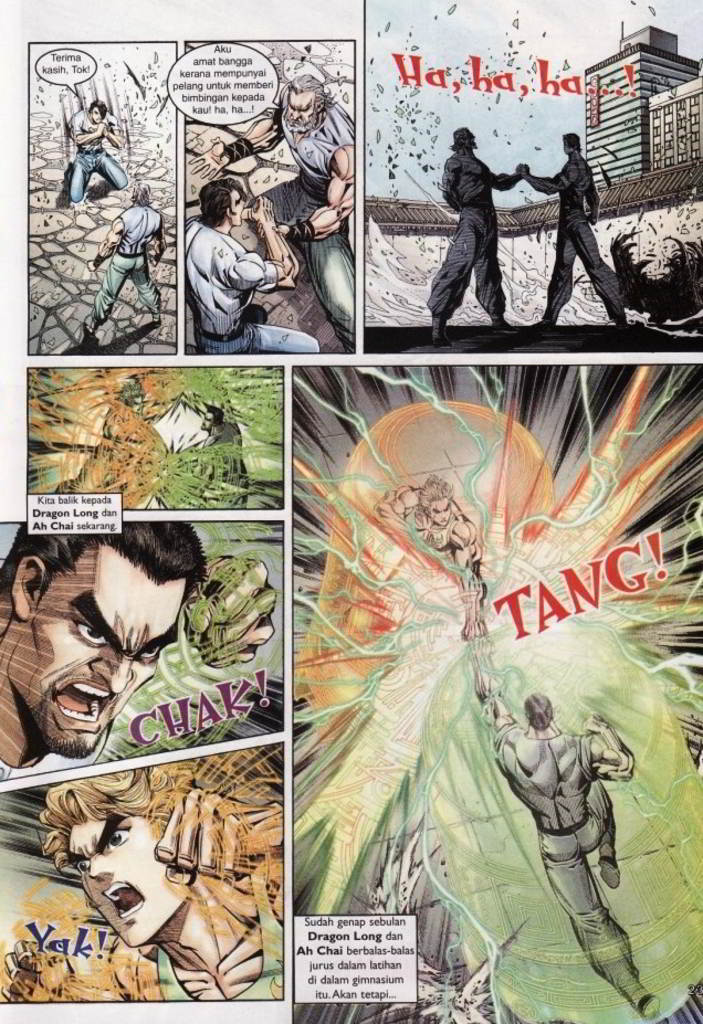 Terima
kasih, Tok!
Aku
amat bangga
kerana mempunyai
pelang untuk memberi
bimbingan kepada
kau! ha, ha...!
Ha, ha, ha....!
Kita balik kepada
Dragon Long dan
Ah Chai sekarang.
CHAK!
Yak!
TANG!
Sudah genap sebulan
Dragon Long dan
Ah Chai berbalas-balas
jurus dalam latihan
di dalam gimnasium
itu. Akan tetapi...